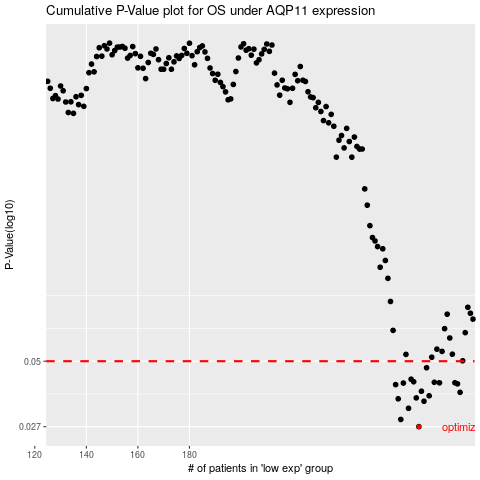 Cumulative P-Value plot for OS under AQP11 expression
P-Value(log10)
0.05
0.027
optimiz
120 140 160 180
# of patients in 'low exp' group